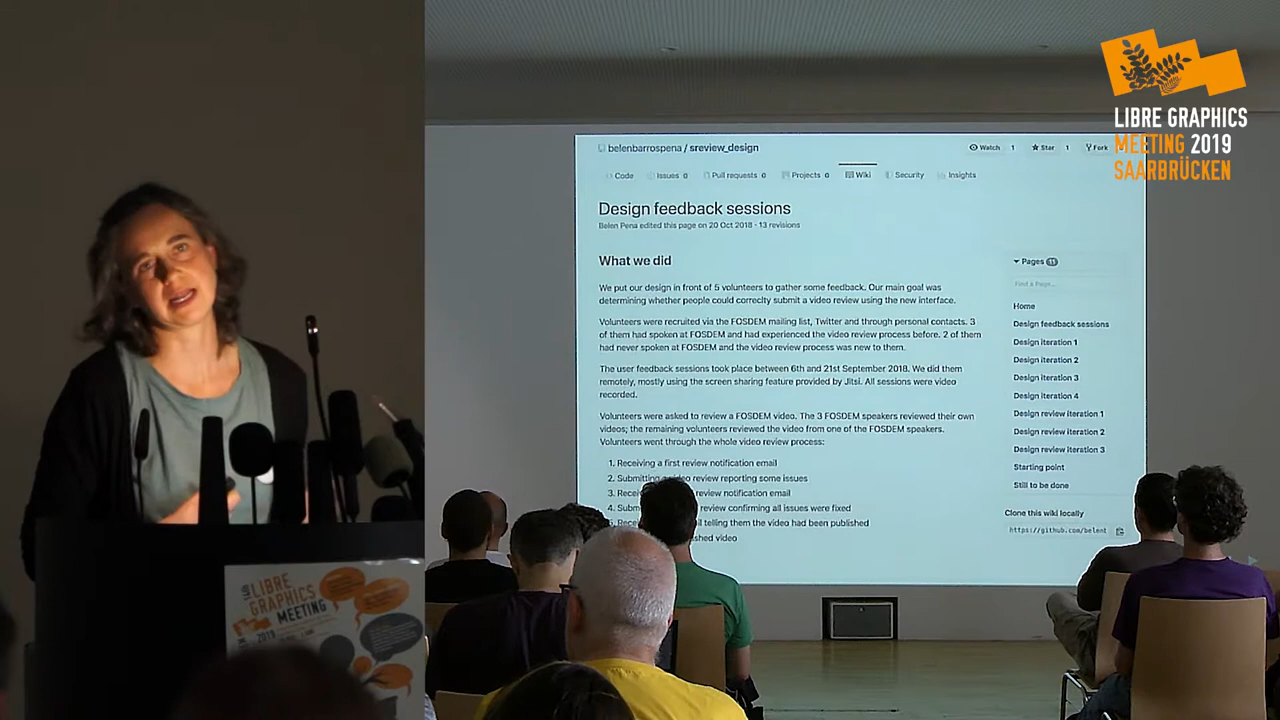 LIBRE GRAPHICS
MEETING 2019
SAARBRÜCKEN
belenbarrospena / sreview_design
Watch 1 Star 1 Fork
Code Issues 0 Pull requests 0 Projects 0 Wiki Security Insights
Design feedback sessions
Belen Pena edited this page on 20 Oct 2018 · 13 revisions
What we did
We put our design in front of 5 volunteers to gather some feedback. Our main goal was
determining whether people could correctly submit a video review using the new interface.
Volunteers were recruited via the FOSDEM mailing list, Twitter and through personal contacts. 3
of them had spoken at FOSDEM and had experienced the video review process before. 2 of them
had never spoken at FOSDEM and the video review process was new to them.
The user feedback sessions took place between 6th and 21st September 2018. We did them
remotely, mostly using the screen sharing feature provided by Jitsi. All sessions were video
recorded.
Volunteers were asked to review a FOSDEM video. The 3 FOSDEM speakers reviewed their own
videos; the remaining volunteers reviewed the video from one of the FOSDEM speakers.
Volunteers went through the whole video review process:
1. Receiving a first review notification email
2. Submitting a video review reporting some issues
3. review notification email
4. review confirming all issues were fixed
telling them the video had been published
video
Pages 11
Find a Page...
Home
Design feedback sessions
Design iteration 1
Design iteration 2
Design iteration 3
Design iteration 4
Design review iteration 1
Design review iteration 2
Design review iteration 3
Starting point
Still to be done
Clone this wiki locally
https://github.com/belent
LIBRE
GRAPHICS
MEETING
2019